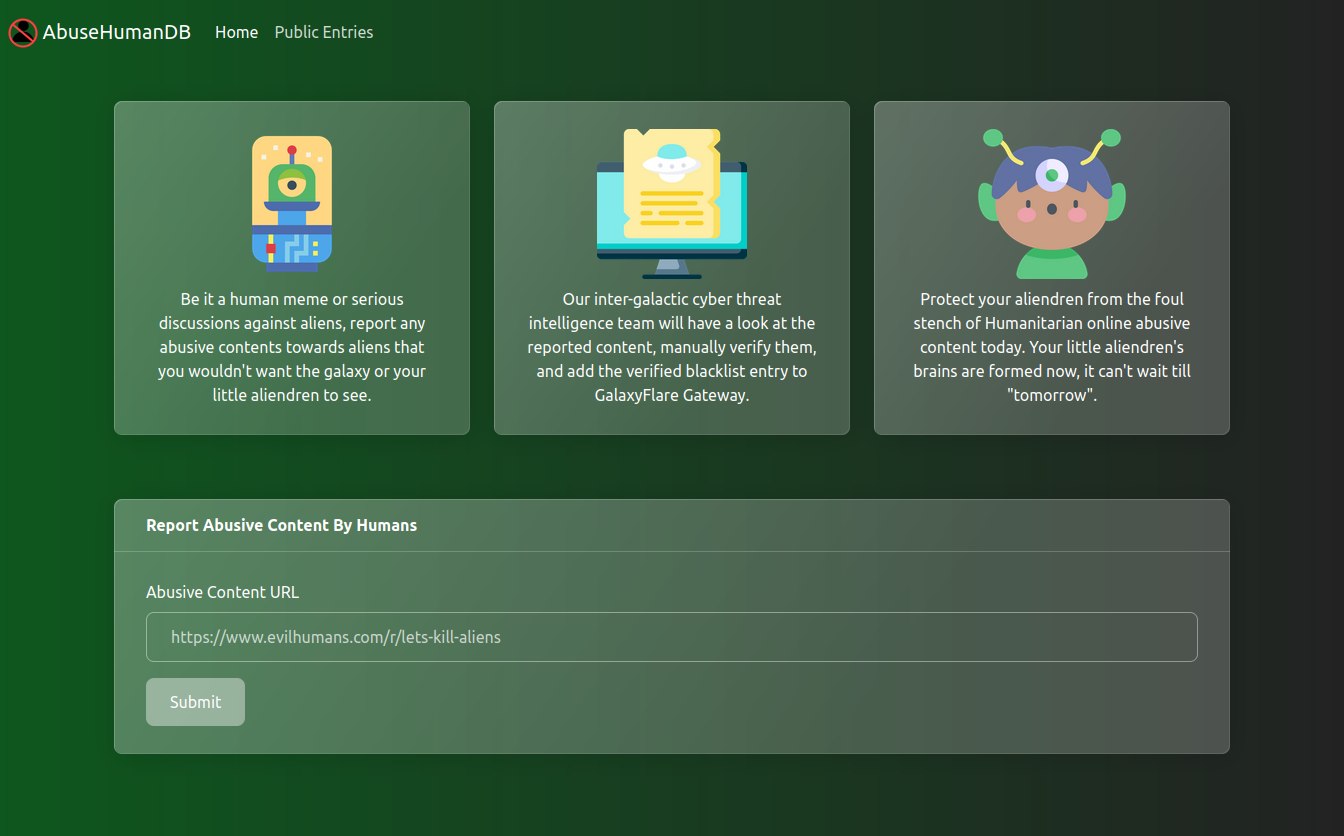 AbuseHumanDB Home Public Entries
Be it a human meme or serious
discussions against aliens, report any
abusive contents towards aliens that
you wouldn't want the galaxy or your
little aliendren to see.
Our inter-galactic cyber threat
intelligence team will have a look at the
reported content, manually verify them,
and add the verified blacklist entry to
GalaxyFlare Gateway.
Protect your aliendren from the foul
stench of Humanitarian online abusive
content today. Your little aliendren's
brains are formed now, it can't wait till
"tomorrow".
Report Abusive Content By Humans
Abusive Content URL
https://www.evilhumans.com/r/lets-kill-aliens
Submit